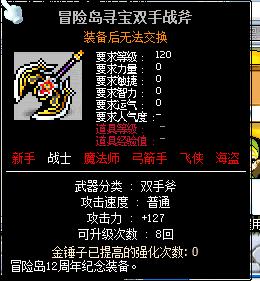 冒险岛寻宝双手战斧
装备后无法交换
要求等级： 120
要求力量： 0
要求敏捷： 0
要求智力： 0
要求运气： 0
要求人气度：-
道具等级： -
道具经验值： -
新手 战士 魔法师 弓箭手 飞侠 海盗
武器分类 ： 双手斧
攻击速度 ： 普通
攻击力 ： +127
可升级次数 ： 8回
金锤子已提高的强化次数: 0
冒险岛12周年纪念装备。